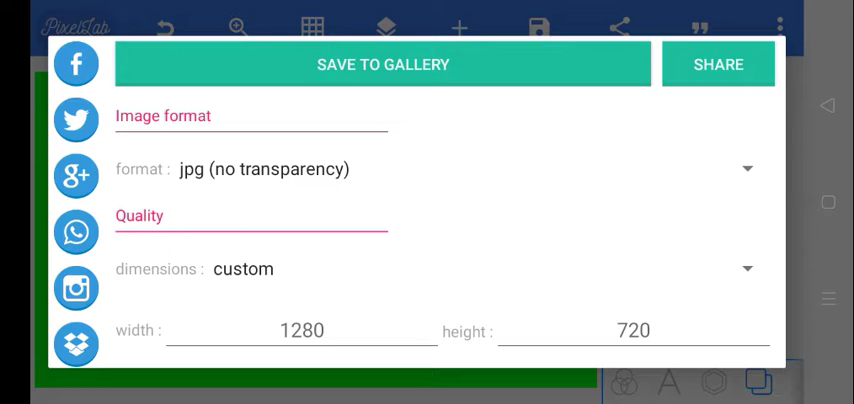 PixelLab
SAVE TO GALLERY
SHARE
Image format
format : jpg (no transparency)
Quality
dimensions : custom
width : 1280 height : 720